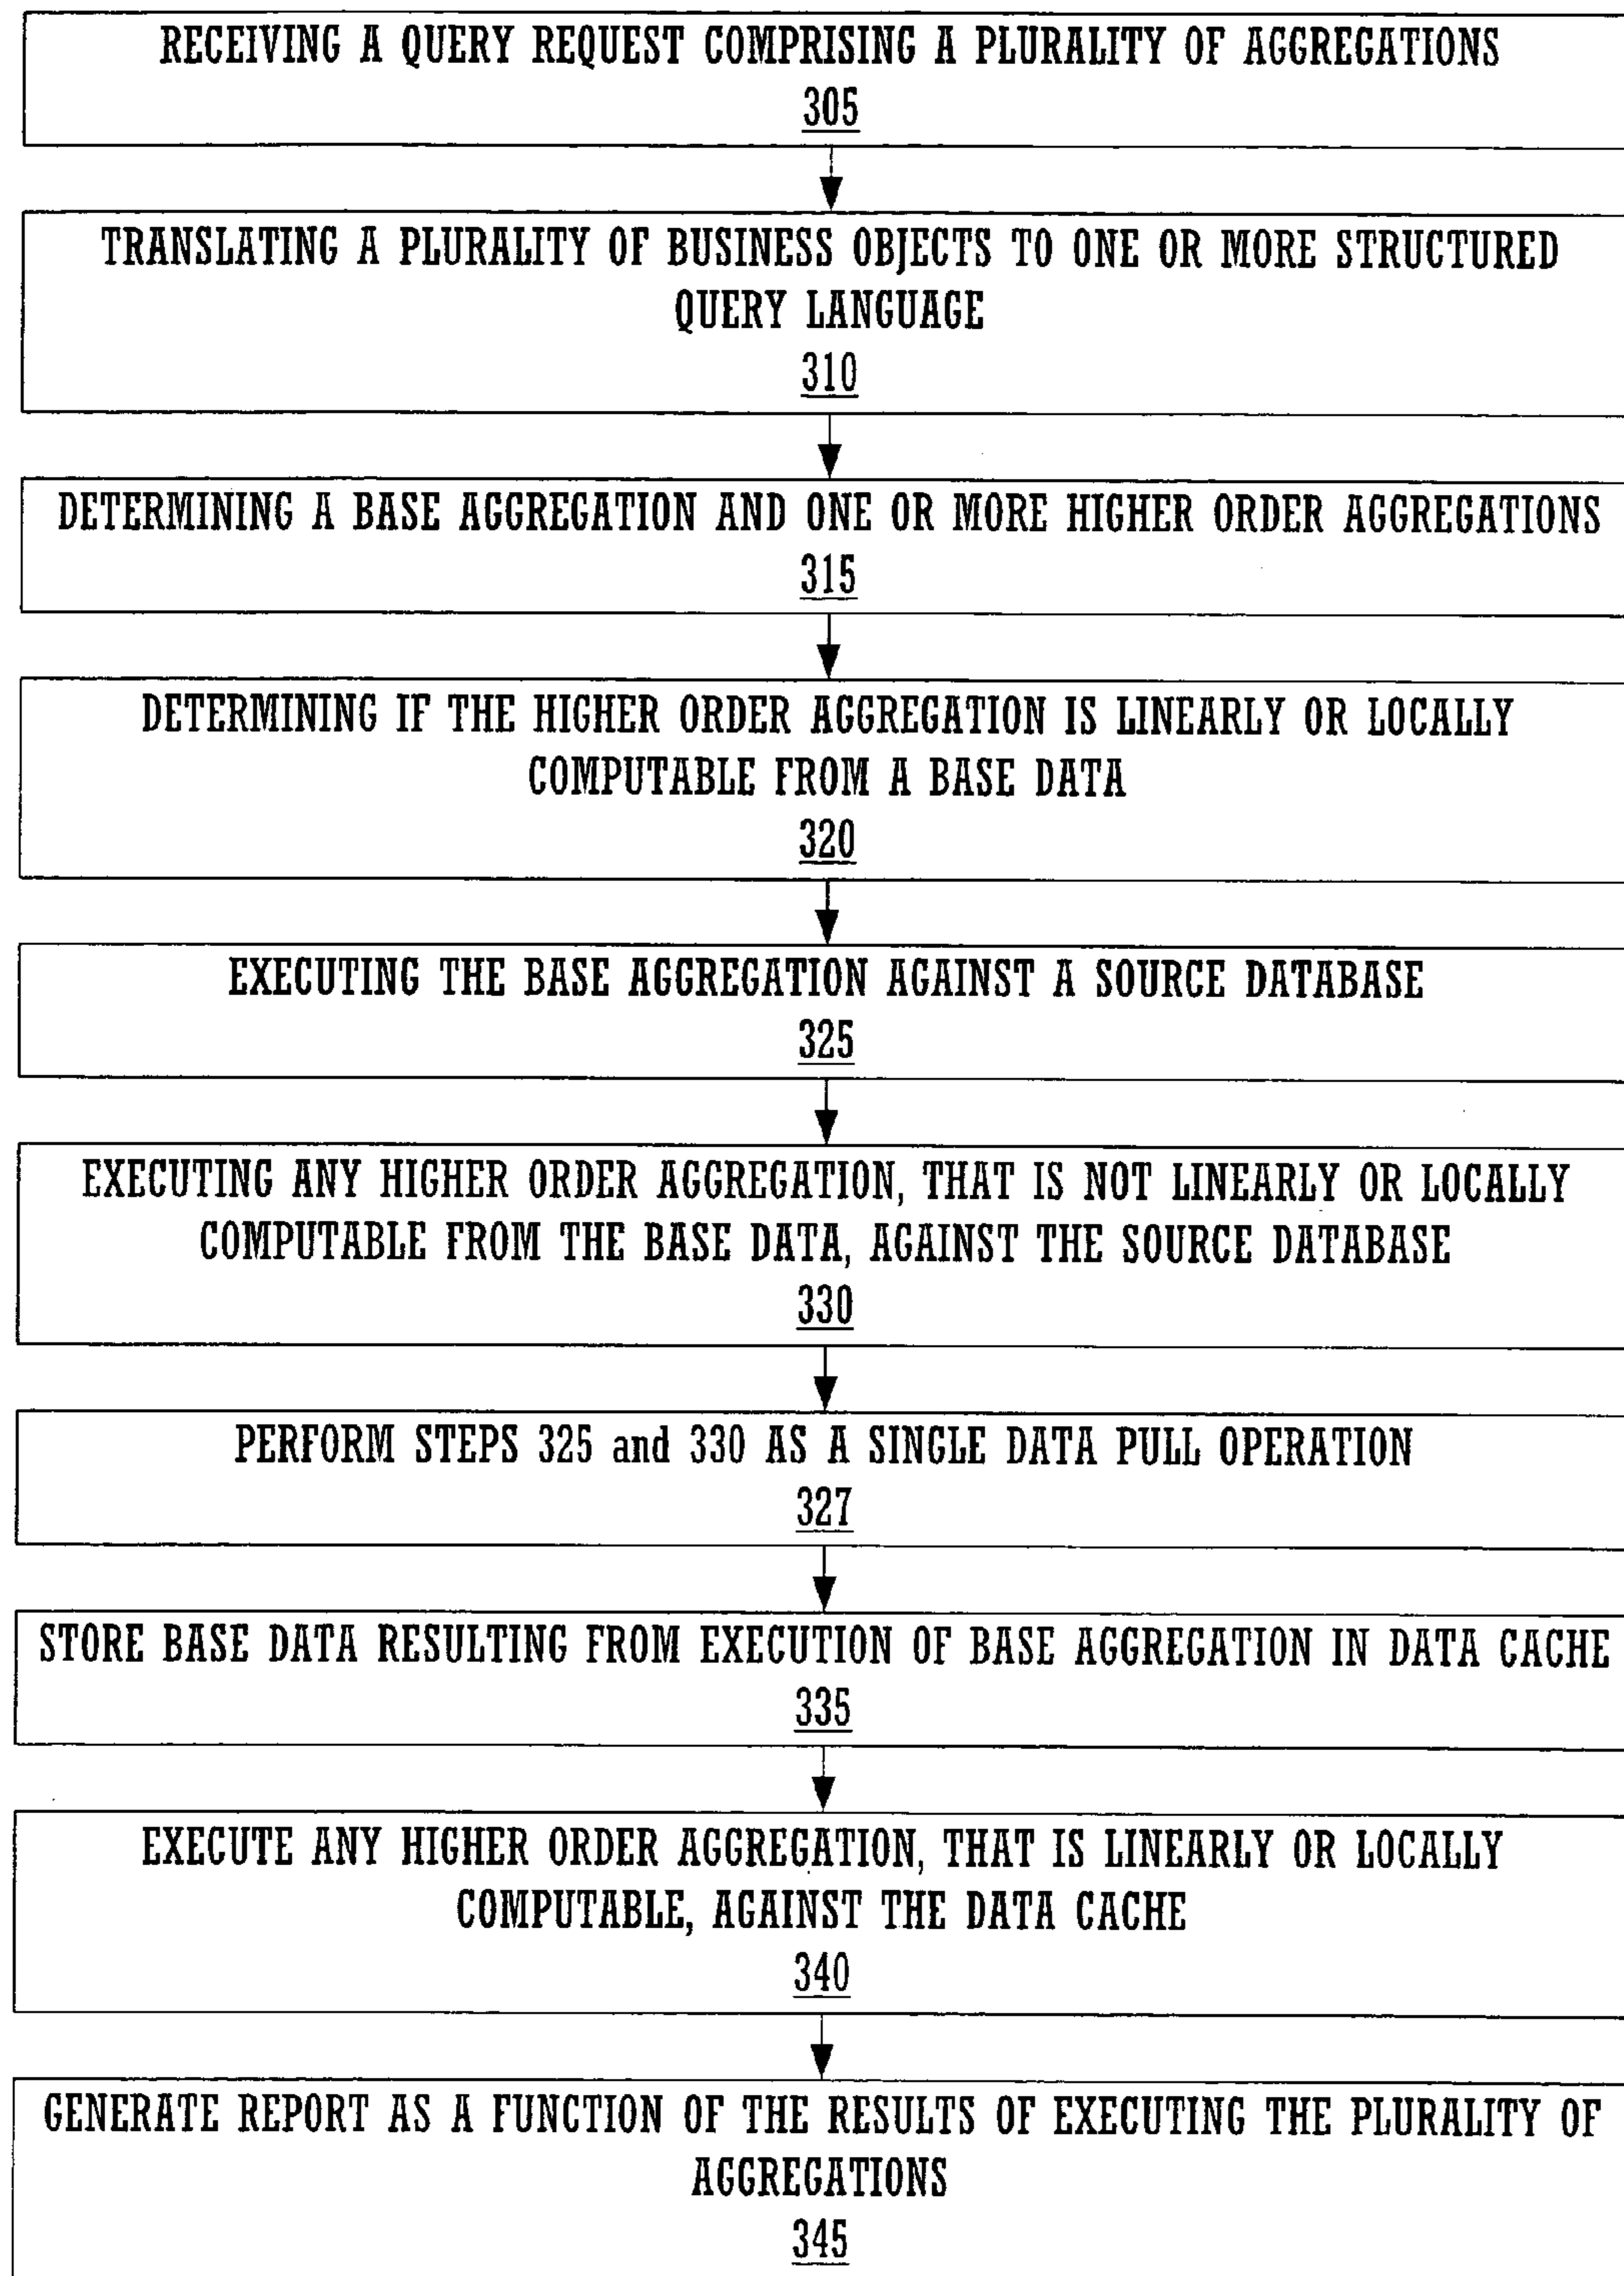 RECEIVING A QUERY REQUEST COMPRISING A PLURALITY OF AGGREGATIONS
305
TRANSLATING A PLURALITY OF BUSINESS OBJECTS TO ONE OR MORE STRUCTURED
QUERY LANGUAGE
310
DETERMINING A BASE AGGREGATION AND ONE OR MORE HIGHER ORDER AGGREGATIONS
315
DETERMINING IF THE HIGHER ORDER AGGREGATION IS LINEARLY OR LOCALLY
COMPUTABLE FROM A BASE DATA
320
EXECUTING THE BASE AGGREGATION AGAINST A SOURCE DATABASE
325
EXECUTING ANY HIGHER ORDER AGGREGATION, THAT IS NOT LINEARLY OR LOCALLY
COMPUTABLE FROM THE BASE DATA, AGAINST THE SOURCE DATABASE
330
PERFORM STEPS 325 and 330 AS A SINGLE DATA PULL OPERATION
327
STORE BASE DATA RESULTING FROM EXECUTION OF BASE AGGREGATION IN DATA CACHE
335
EXECUTE ANY HIGHER ORDER AGGREGATION, THAT IS LINEARLY OR LOCALLY
COMPUTABLE, AGAINST THE DATA CACHE
340
GENERATE REPORT AS A FUNCTION OF THE RESULTS OF EXECUTING THE PLURALITY OF
AGGREGATIONS
345